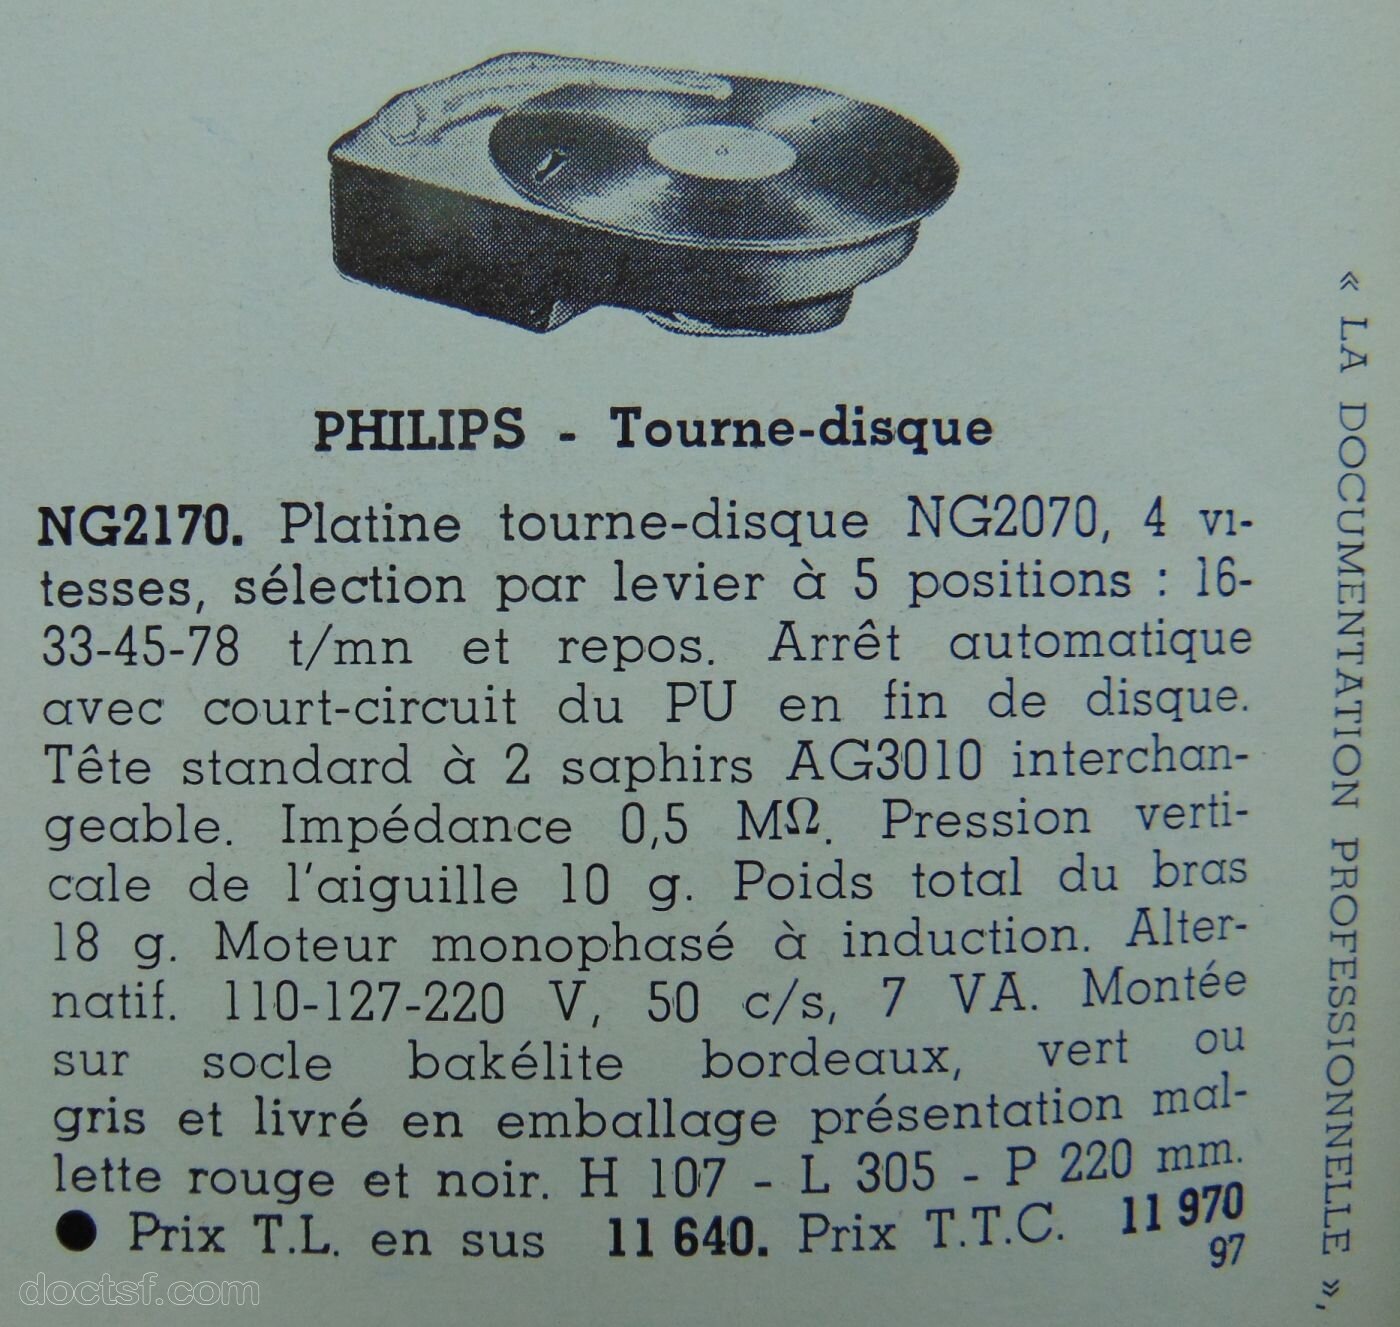 PHILIPS - Tourne-disque
NG2170. Platine tourne-disque NG2070, 4 vi-
tesses, sélection par levier à 5 positions : 16-
33-45-78 t/mn et repos. Arrêt automatique
avec court-circuit du PU en fin de disque.
Tête standard à 2 saphirs AG3010 interchan-
geable. Impédance 0,5 MΩ. Pression verti-
cale de l'aiguille 10 g. Poids total du bras
18 g. Moteur monophasé à induction. Alter-
natif. 110-127-220 V, 50 c/s, 7 VA. Montée
sur socle bakélite bordeaux, vert ou
gris et livré en emballage présentation mal-
lette rouge et noir. H 107 - L 305 - P 220 mm.
● Prix T.L. en sus 11 640. Prix T.T.C. 11 970
97
« LA DOCUMENTATION PROFESSIONNELLE »,
doctsf.com